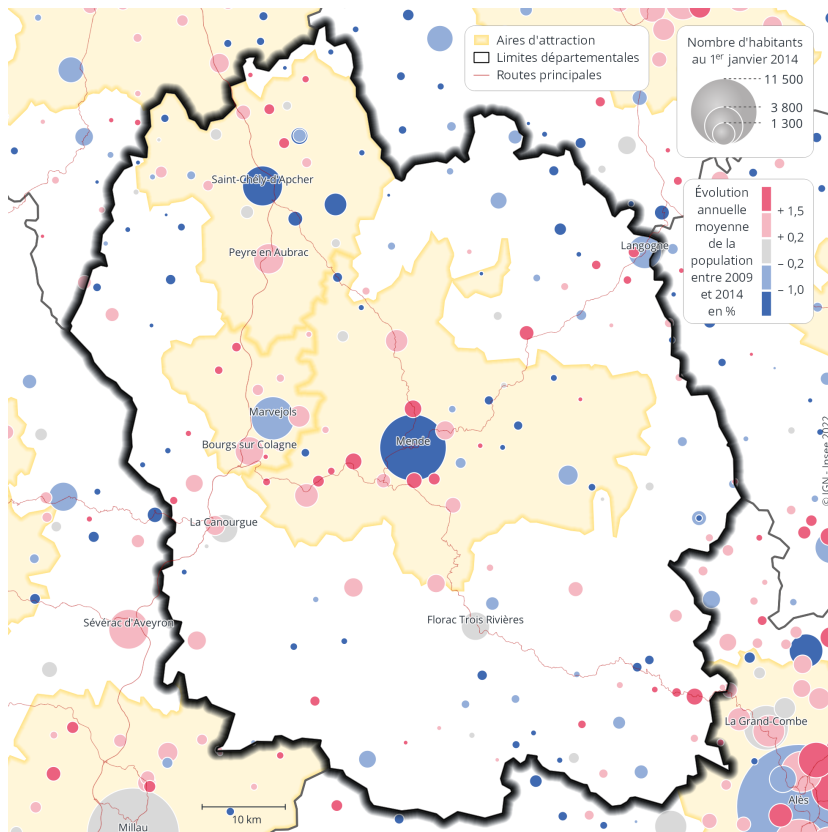 Aires d'attraction
Limites départementales
Routes principales
Nombre d'habitants
au 1er janvier 2014
11 500
3 800
1 300
Évolution
annuelle
moyenne
de la
population
entre 2009
et 2014
en %
+ 1,5
+ 0,2
– 0,2
– 1,0
Saint-Chély-d'Apcher
Langogne
Peyre en Aubrac
Marvejols
Mende
Bourgs sur Colagne
La Canourgue
Sévérac d'Aveyron
Florac Trois Rivières
La Grand-Combe
Alès
Millau
10 km
© IGN - Insee 2022